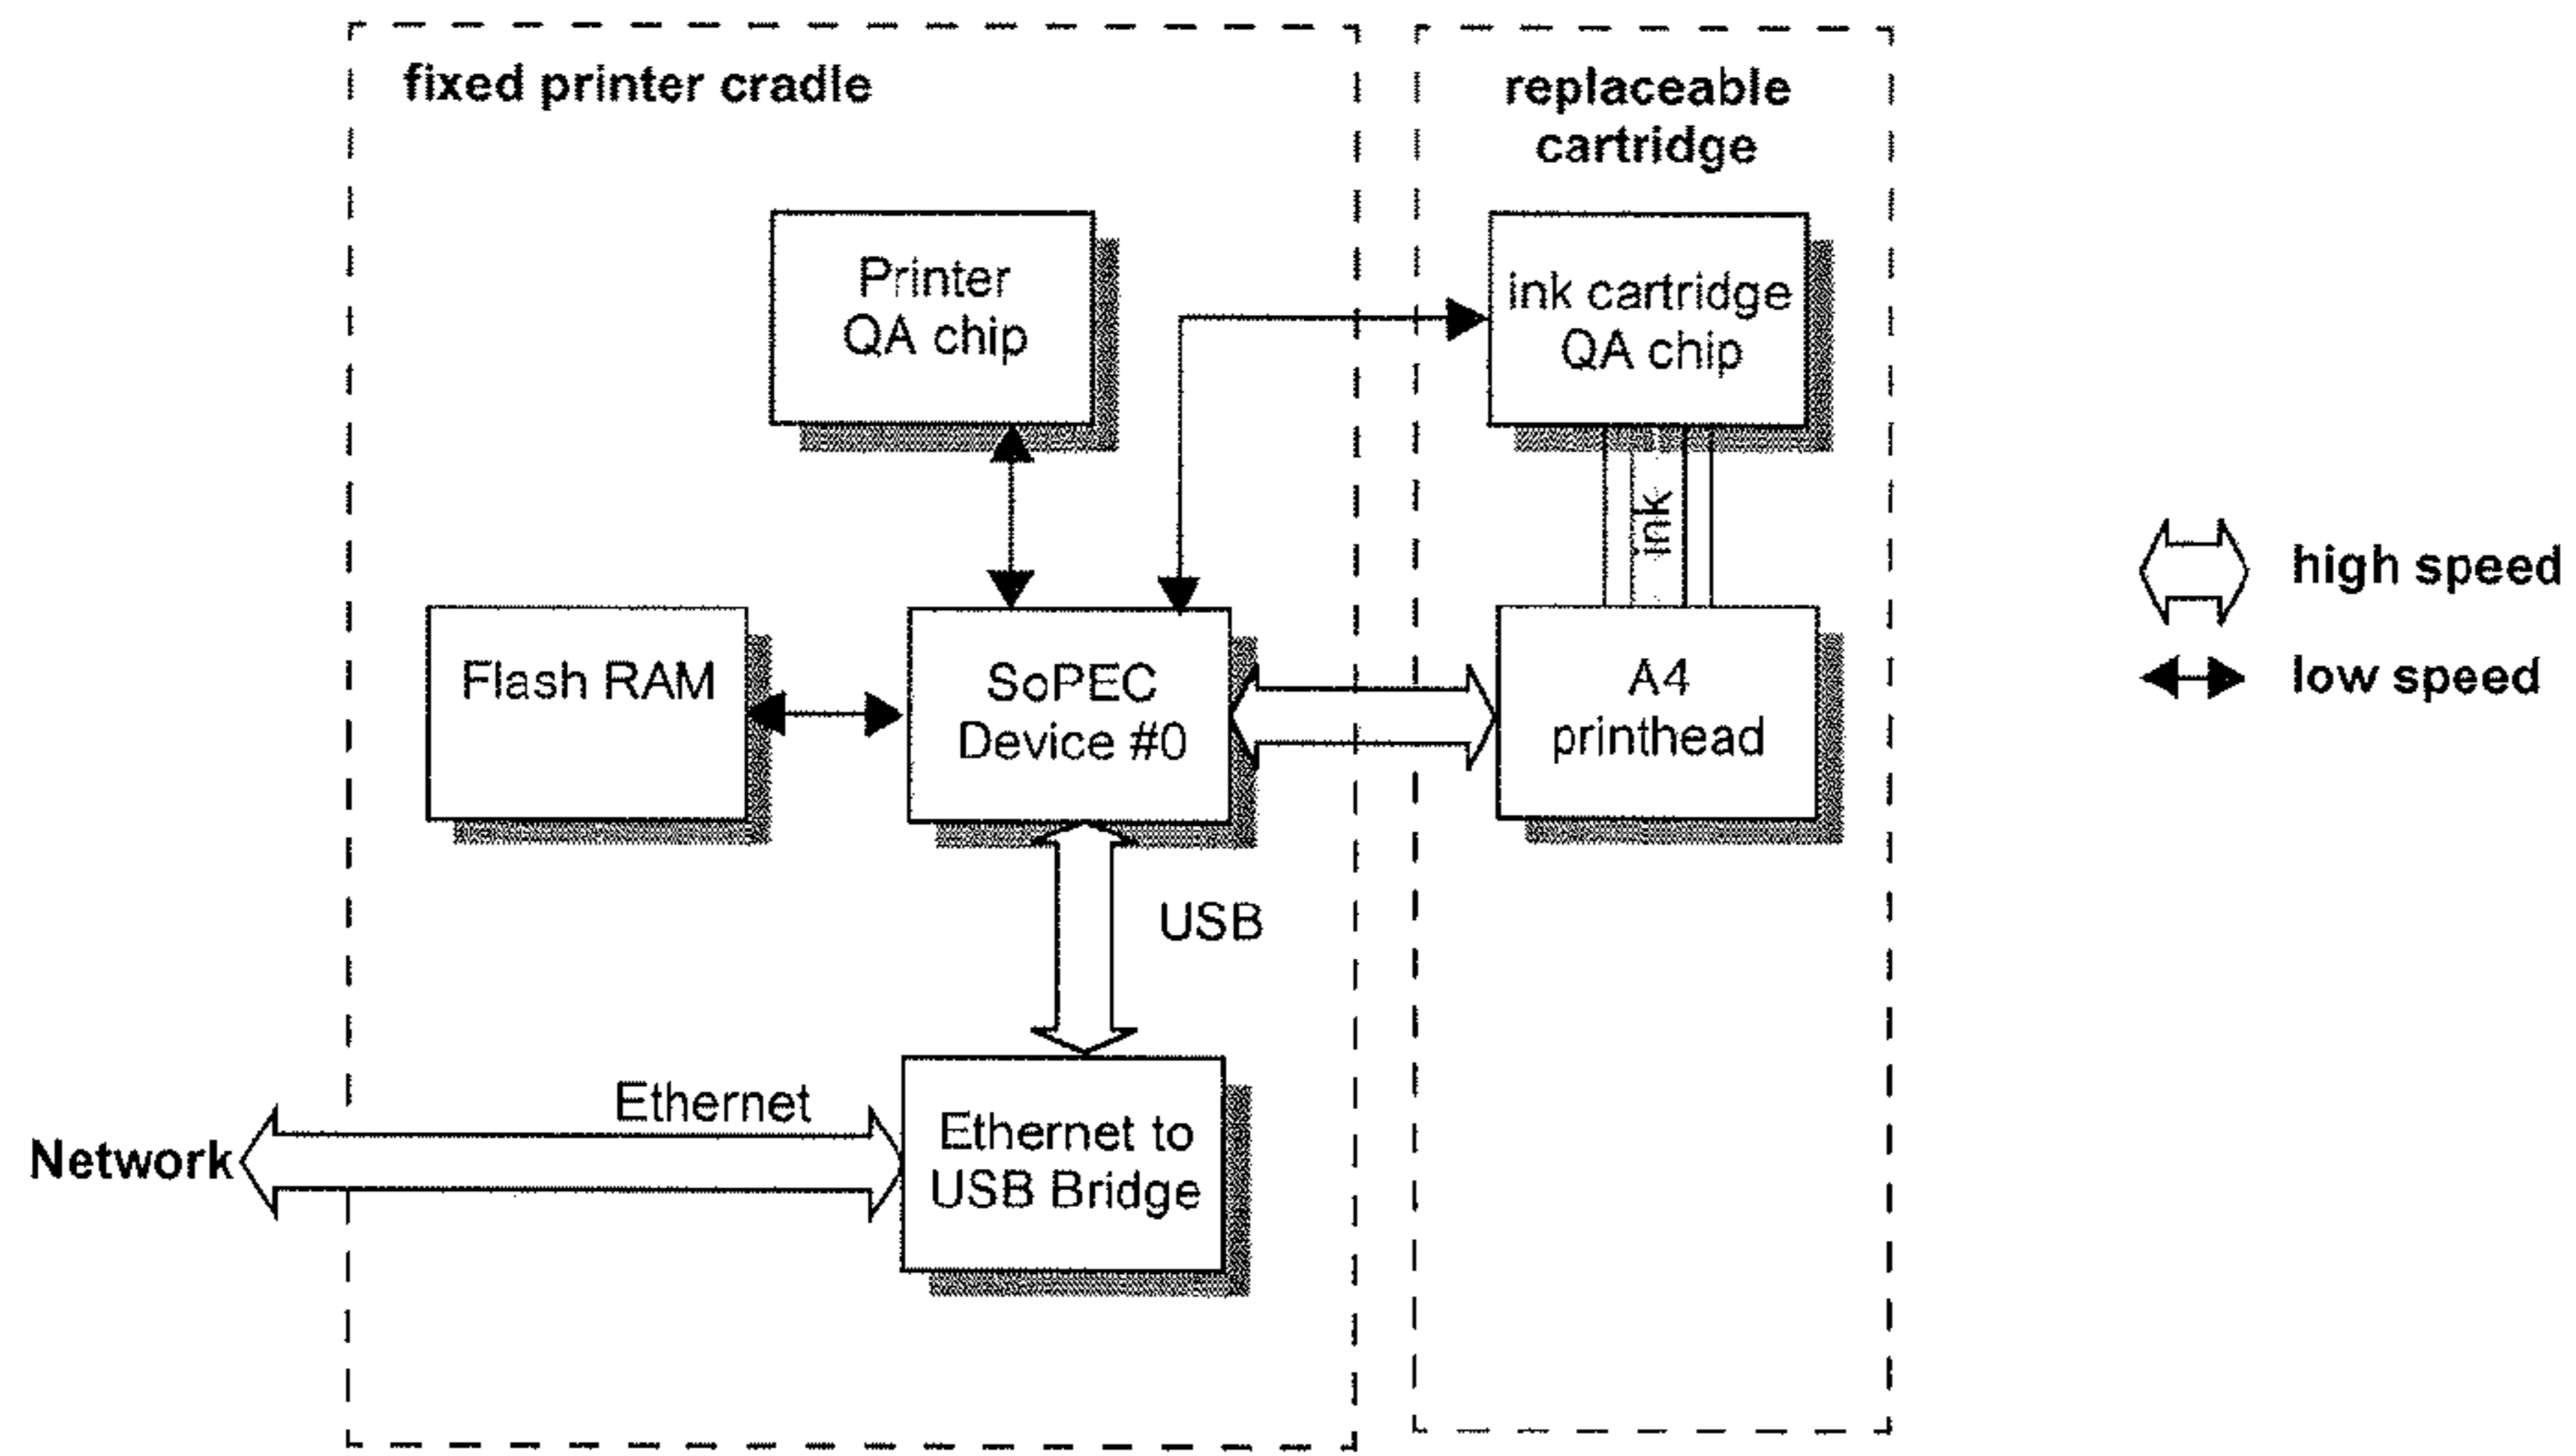 fixed printer cradle
replaceable
cartridge
Printer
QA chip
ink cartridge
QA chip
ink
high speed
low speed
Flash RAM
SoPEC
Device #0
A4
printhead
USB
Ethernet
Network
Ethernet to
USB Bridge